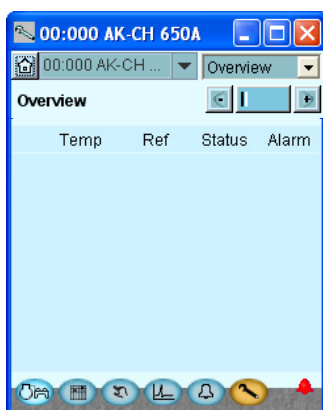 00:000 AK-CH 650A
00:000 AK-CH ... Overview
Overview
Temp Ref Status Alarm